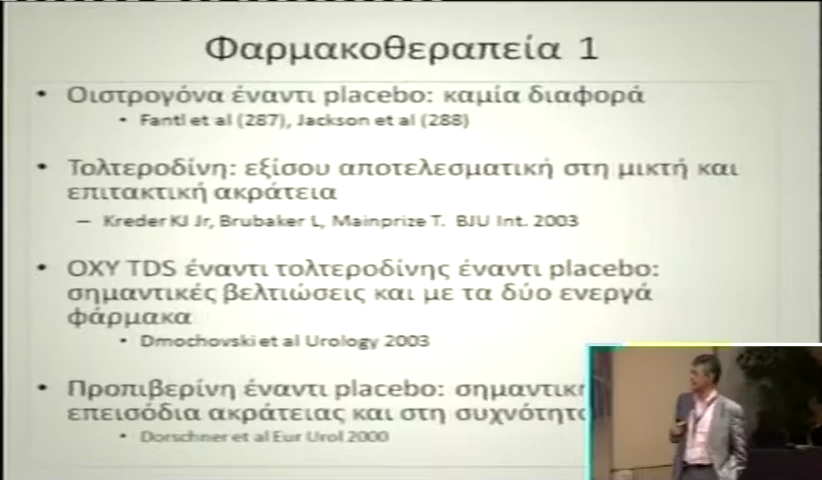 Φαρμακοθεραπεία 1
• Οιστρογόνα έναντι placebo: καμία διαφορά
• Fantl et al (287), Jackson et al (288)
• Τολτεροδίνη: εξίσου αποτελεσματική στη μικτή και
επιτακτική ακράτεια
– Kreder KJ Jr, Brubaker L, Mainprize T. BJU Int. 2003
• OXY TDS έναντι τολτεροδίνης έναντι placebo:
σημαντικές βελτιώσεις και με τα δύο ενεργά
φάρμακα
• Dmochovski et al Urology 2003
• Προπιβερίνη έναντι placebo:
επεισόδια ακράτειας και στη
• Dorschner et al Eur Urol 2000